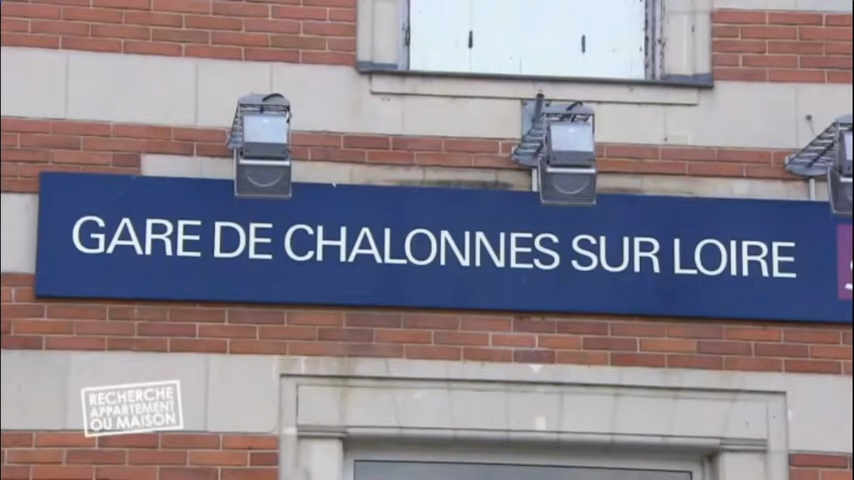 GARE DE CHALONNES SUR LOIRE
RECHERCHE
APPARTEMENT
OU MAISON